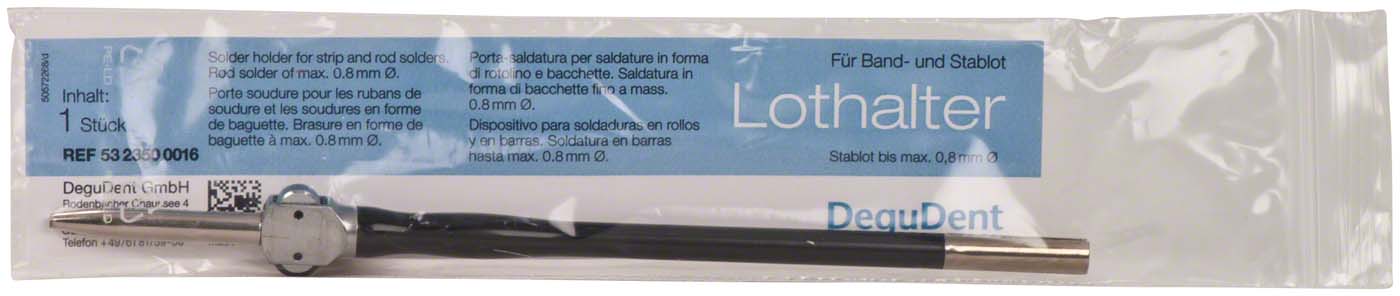 Inhalt:
1 Stück
REF 53 2350 0016
Solder holder for strip and rod solders.
Rod solder of max. 0.8 mm Ø.
Porte soudure pour les rubans de
soudure et les soudures en forme
de baguette. Brasure en forme de
baguette à max. 0.8 mm Ø.
Porta-saldatura per saldature in forma
di rotolino e bacchette. Saldatura in
forma di bacchette fino a mass.
0.8 mm Ø.
Dispositivo para soldaduras en rollos
y en barras. Soldatura en barras
hasta max. 0.8 mm Ø.
Für Band- und Stablot
Lothalter
Stablot bis max. 0,8 mm Ø
DeguDent GmbH
Rodenbacher Chaussee 4
Telefon
DeguDent